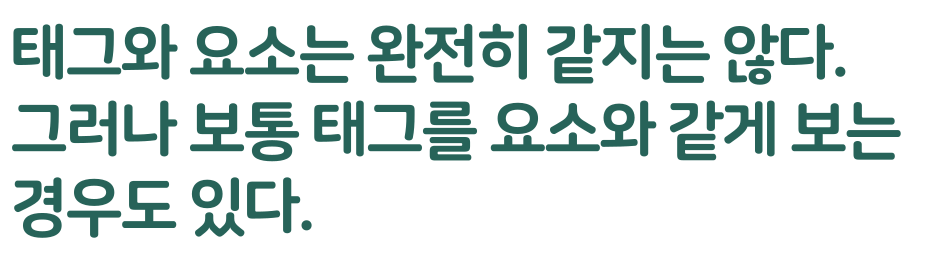 태그와 요소는 완전히 같지는 않다.
그러나 보통 태그를 요소와 같게 보는
경우도 있다.